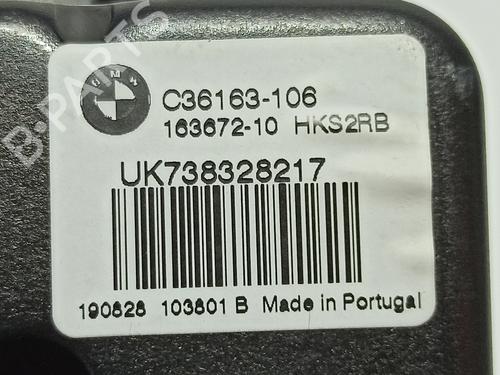 B-PARTS
BMW
C36163-106
163672-10 HKS2RB
UK738328217
190828 103801 B Made in Portugal